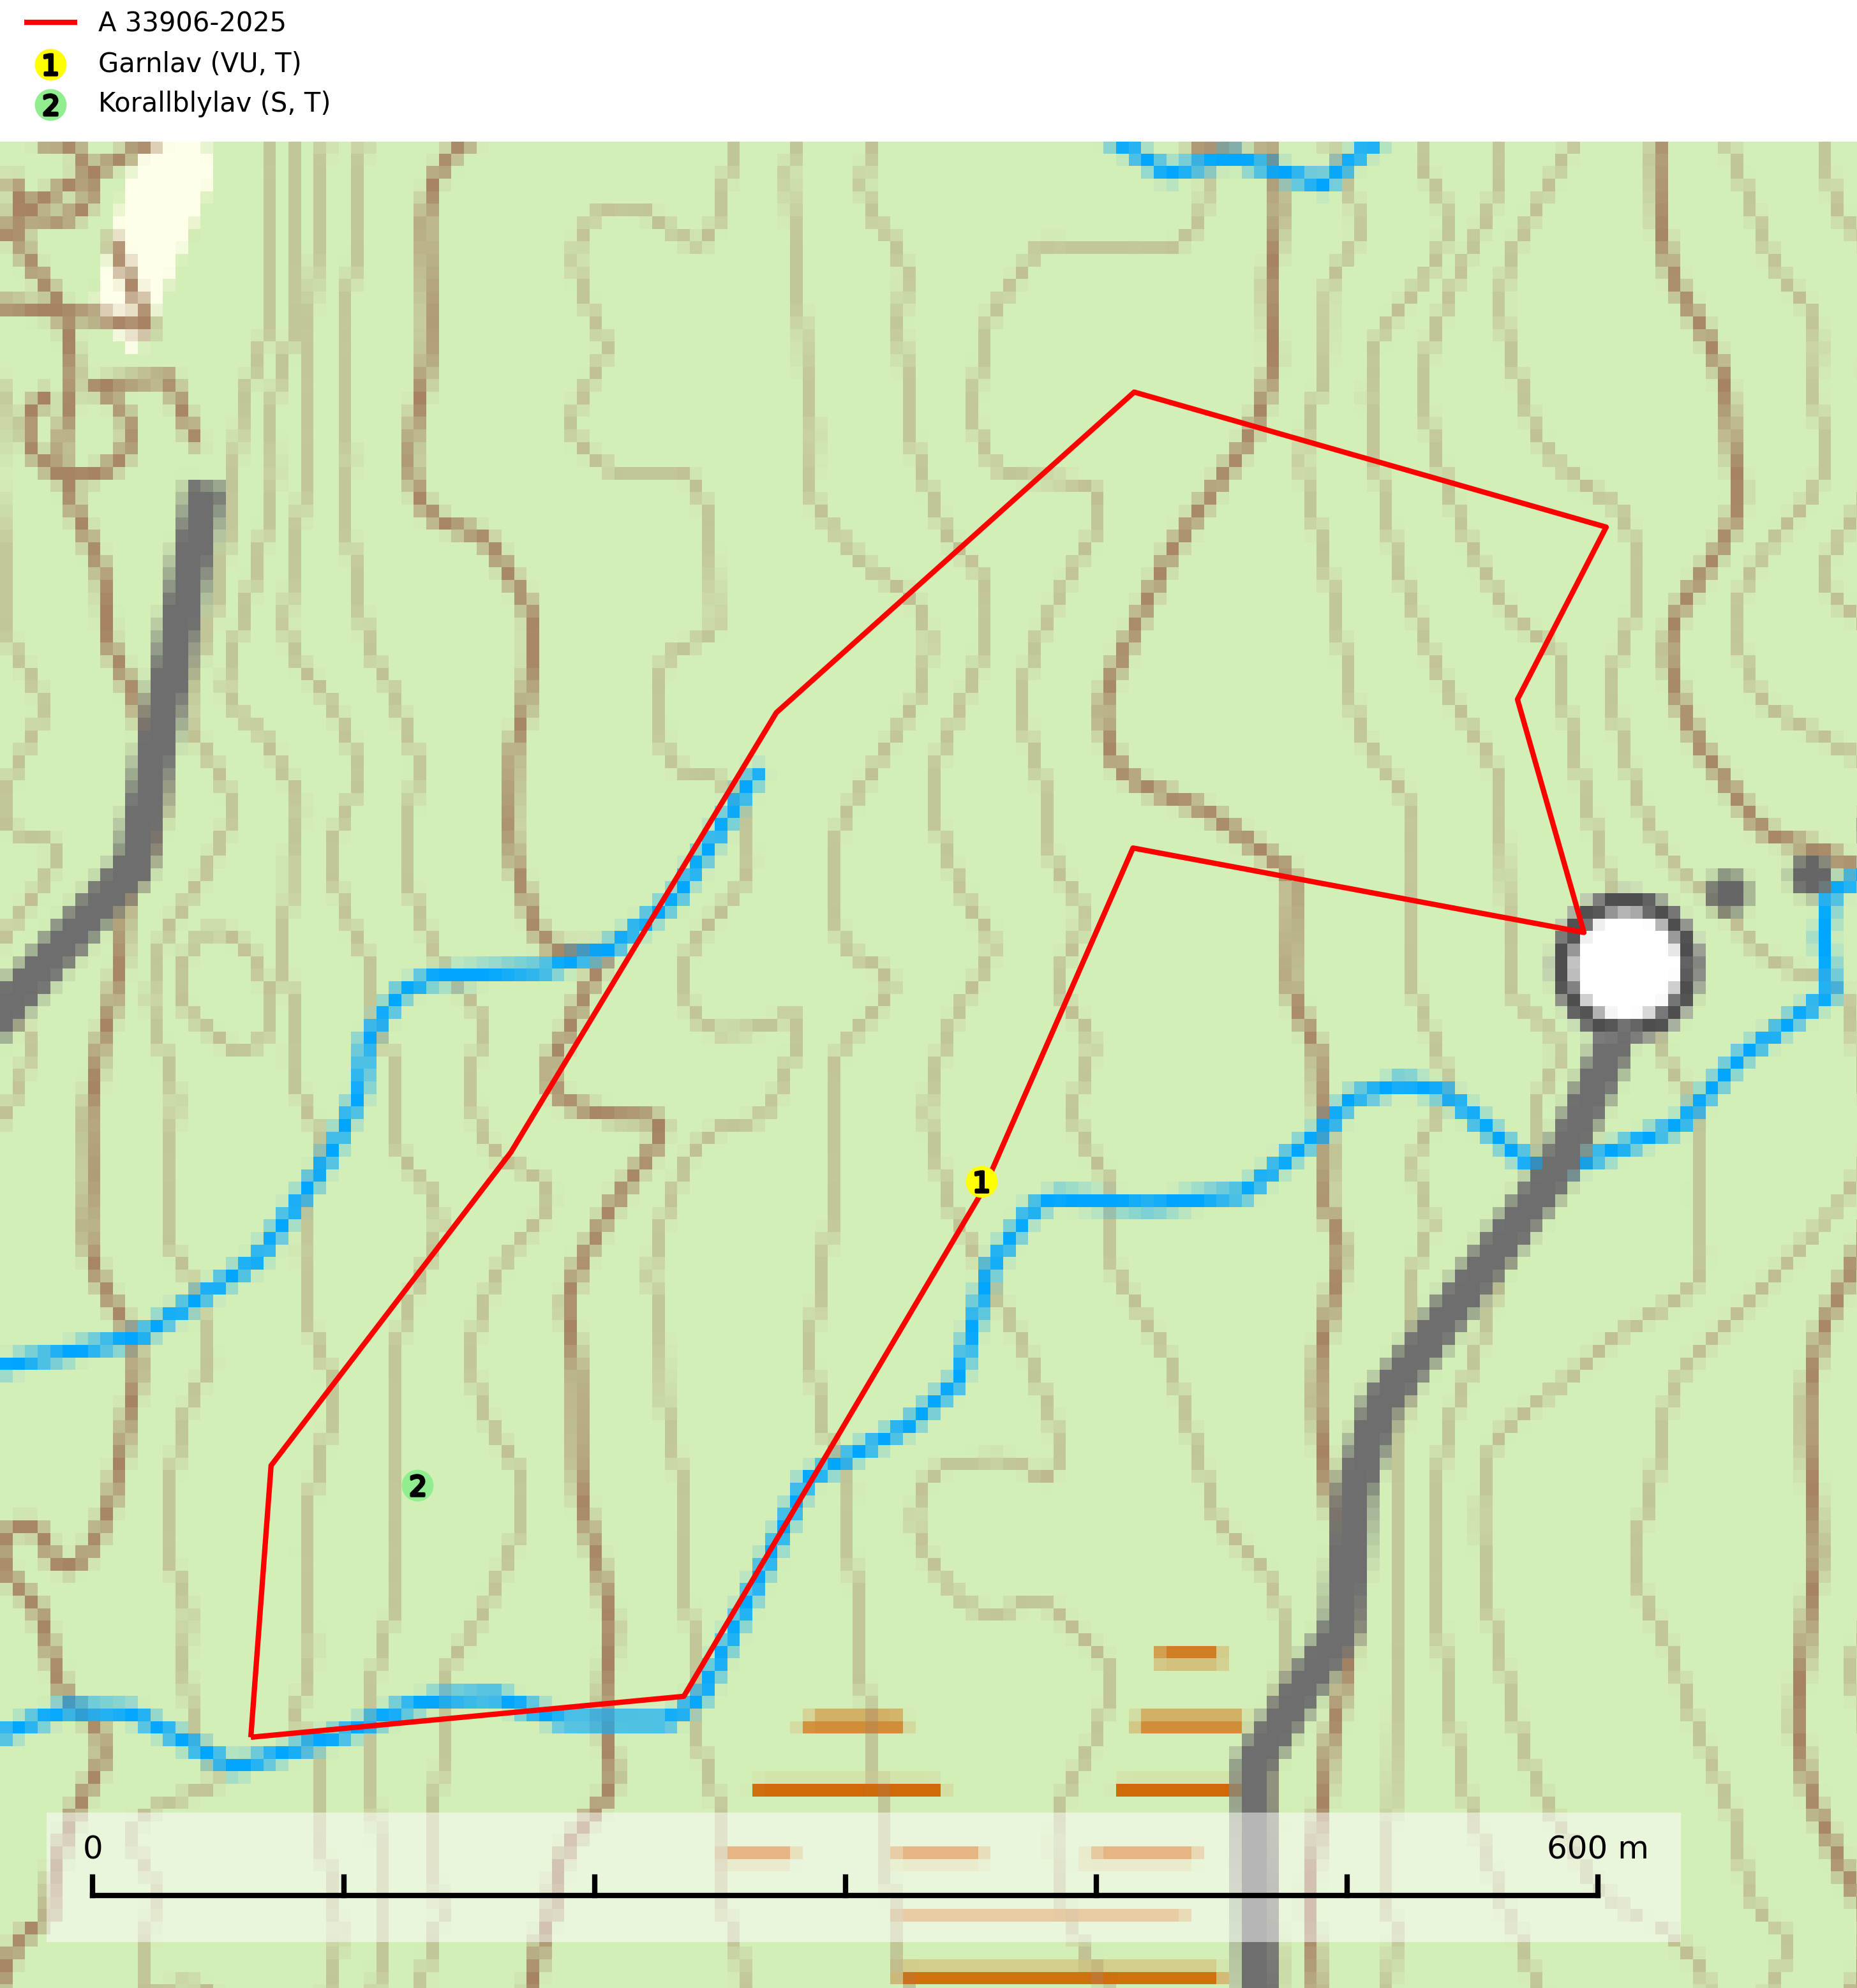 A 33906-2025
1 Garnlav (VU, T)
2 Korallblylav (S, T)
1
2
0 600 m